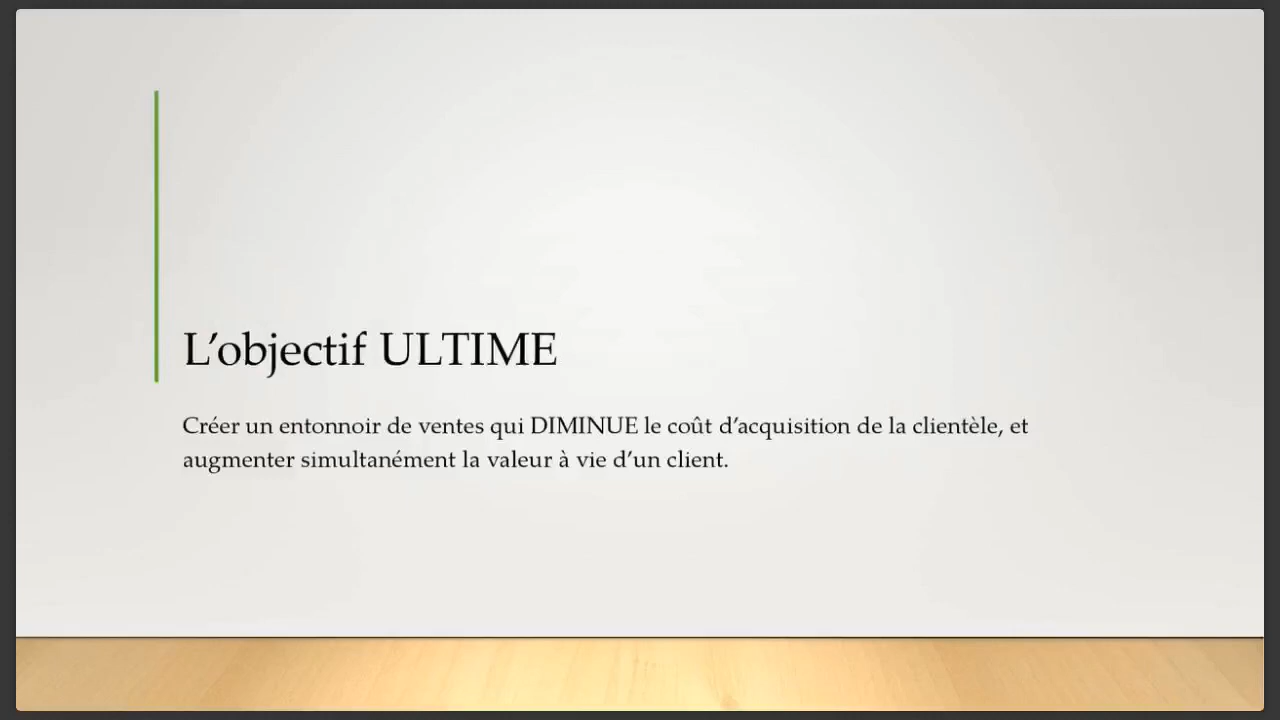 L’objectif ULTIME
Créer un entonnoir de ventes qui DIMINUE le coût d’acquisition de la clientèle, et
augmenter simultanément la valeur à vie d’un client.